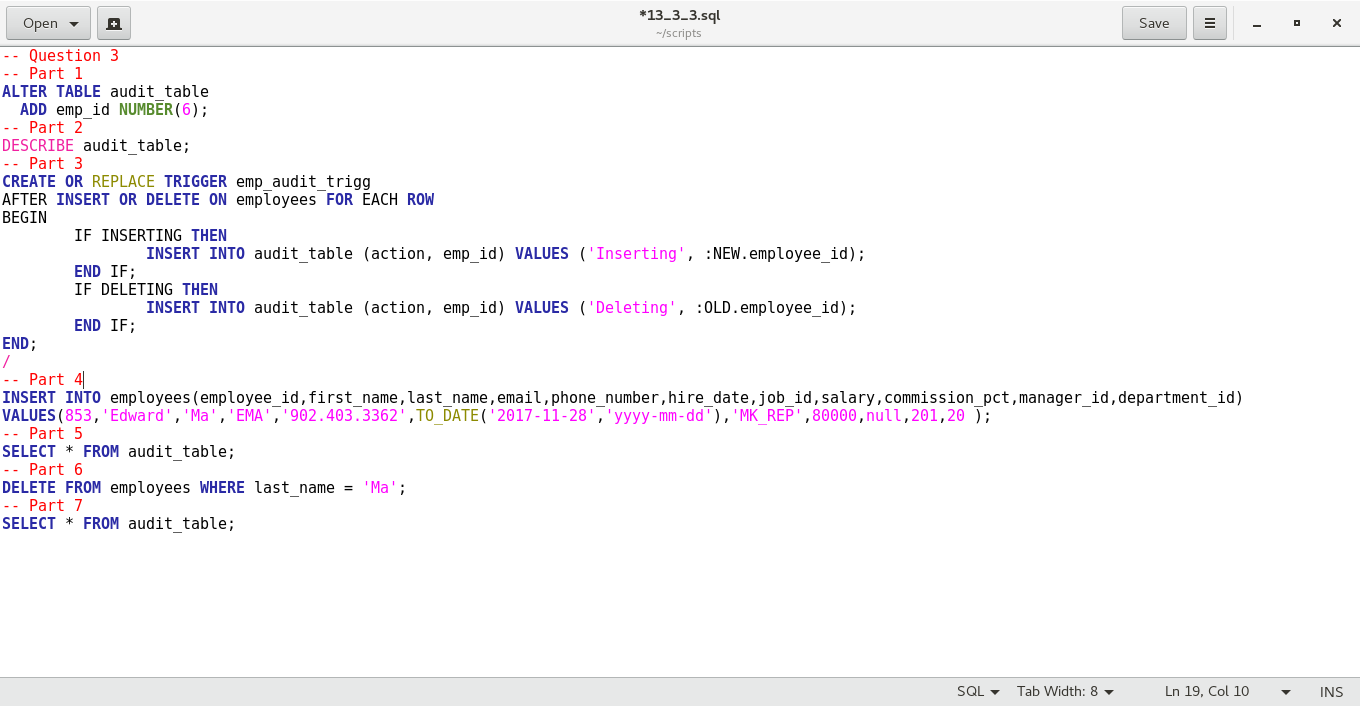 Open
*13_3_3.sql
~/scripts
Save
-- Question 3
-- Part 1
ALTER TABLE audit_table
  ADD emp_id NUMBER(6);
-- Part 2
DESCRIBE audit_table;
-- Part 3
CREATE OR REPLACE TRIGGER emp_audit_trigg
AFTER INSERT OR DELETE ON employees FOR EACH ROW
BEGIN
        IF INSERTING THEN
                INSERT INTO audit_table (action, emp_id) VALUES ('Inserting', :NEW.employee_id);
        END IF;
        IF DELETING THEN
                INSERT INTO audit_table (action, emp_id) VALUES ('Deleting', :OLD.employee_id);
        END IF;
END;
/
-- Part 4
INSERT INTO employees(employee_id,first_name,last_name,email,phone_number,hire_date,job_id,salary,commission_pct,manager_id,department_id)
VALUES(853,'Edward','Ma','EMA','902.403.3362',TO_DATE('2017-11-28','yyyy-mm-dd'),'MK_REP',80000,null,201,20 );
-- Part 5
SELECT * FROM audit_table;
-- Part 6
DELETE FROM employees WHERE last_name = 'Ma';
-- Part 7
SELECT * FROM audit_table;
SQL
Tab Width: 8
Ln 19, Col 10
INS